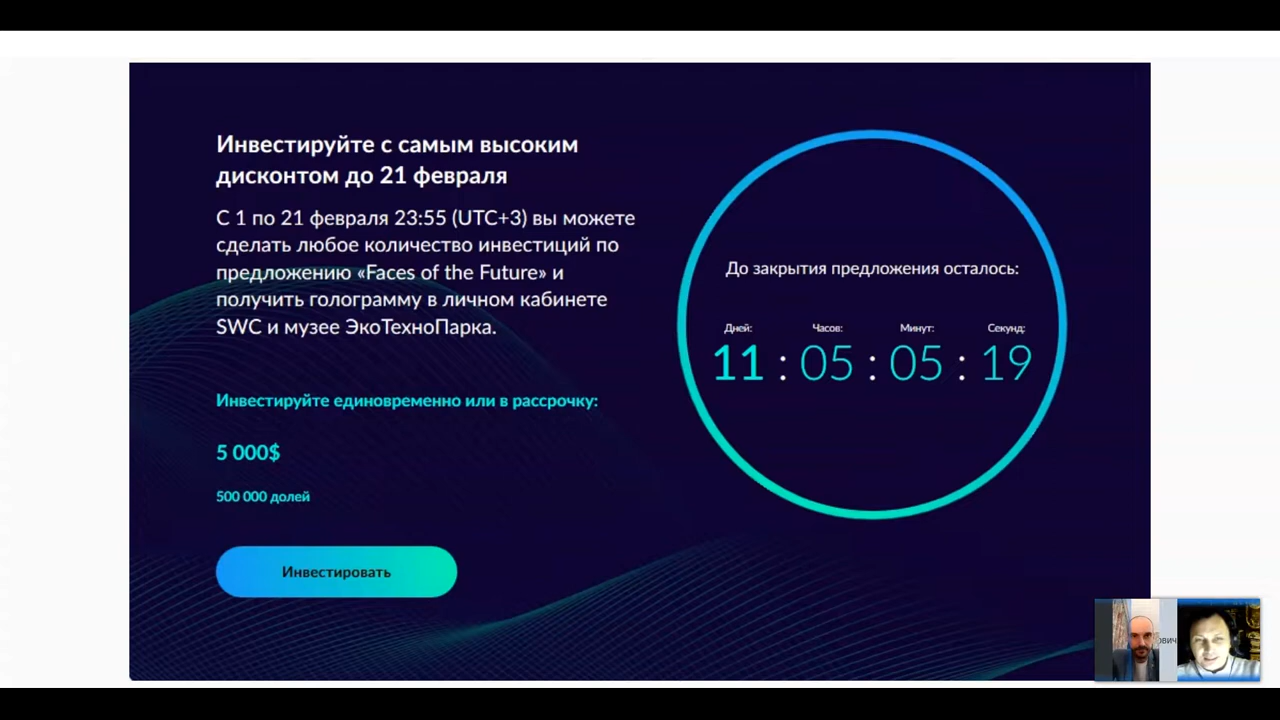 Инвестируйте с самым высоким
дисконтом до 21 февраля
С 1 по 21 февраля 23:55 (UTC+3) вы можете
сделать любое количество инвестиций по
предложению «Faces of the Future» и
получить голограмму в личном кабинете
SWC и музее ЭкоТехноПарка.
Инвестируйте единовременно или в рассрочку:
5 000$
500 000 долей
Инвестировать
До закрытия предложения осталось:
Дней: Часов: Минут: Секунд:
11 : 05 : 05 : 19